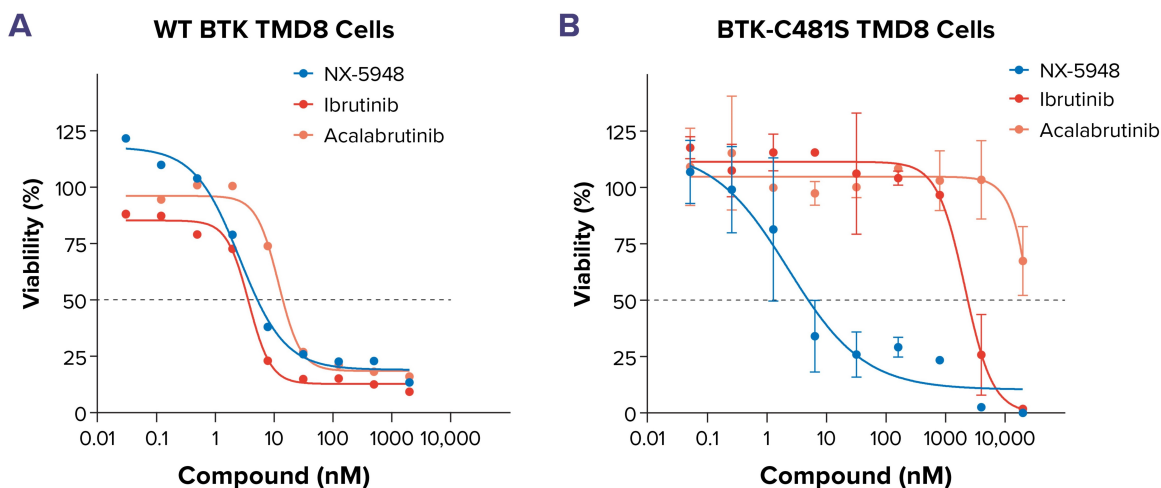 A
WT BTK TMD8 Cells
NX-5948
Ibrutinib
Acalabrutinib
Viablility (%)
125
100
75
50
25
0
0.01 0.1 1 10 100 1000 10,000
Compound (nM)
B
BTK-C481S TMD8 Cells
NX-5948
Ibrutinib
Acalabrutinib
Viability (%)
125
100
75
50
25
0
0.01 0.1 1 10 100 1000 10,000
Compound (nM)